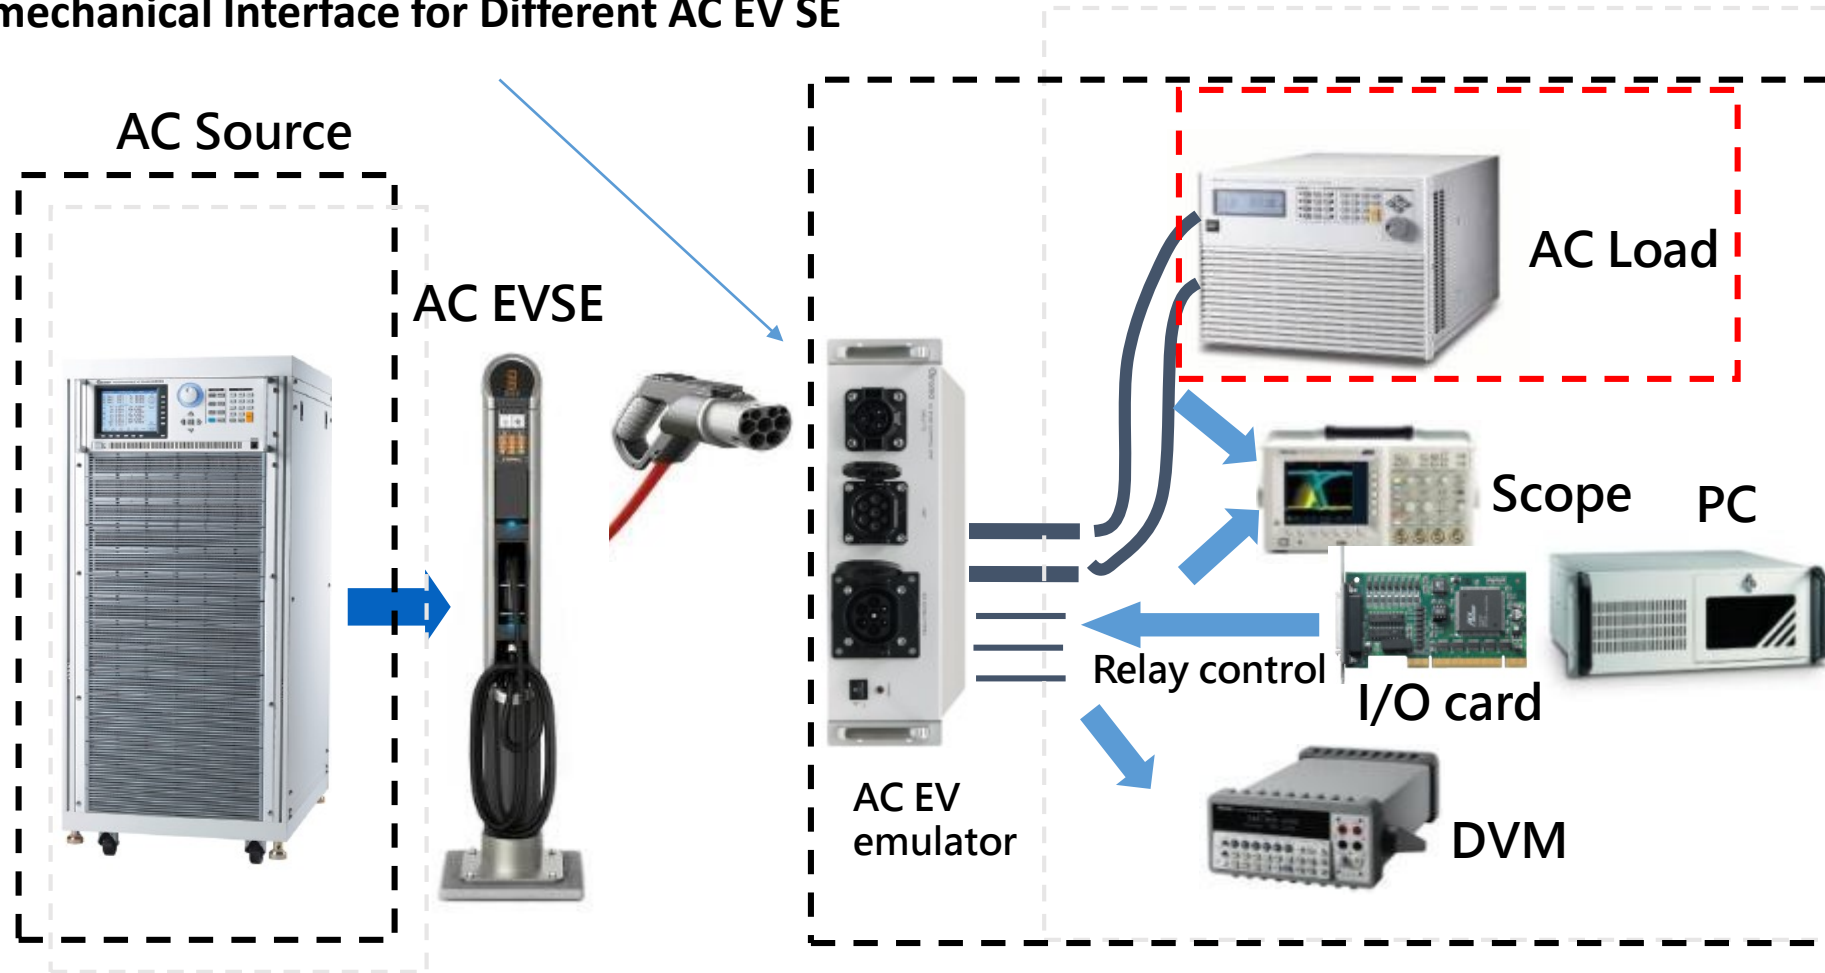 mechanical Interface for Different AC EV SE
AC Source
AC EVSE
AC Load
Scope
PC
Relay control
I/O card
AC EV
emulator
DVM